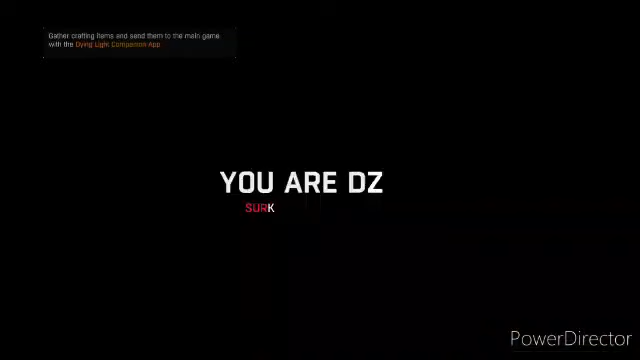 Gather crafting items and send them to the main game
with the Dying Light Companion App
YOU ARE DZ
SURK
PowerDirector